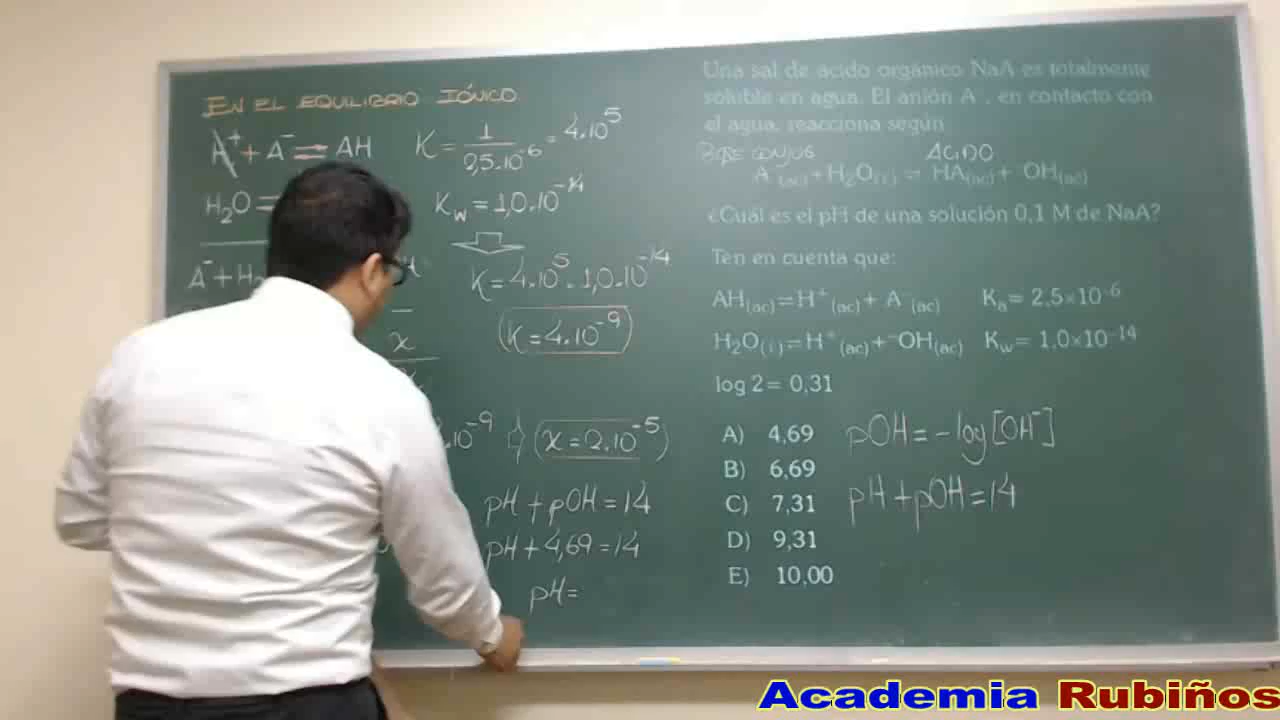 EN EL EQUILIBRIO IÓNICO
H⁺ + A⁻ ⇌ AH K = 1/2,5.10⁻⁶ = 4.10⁵
H₂O ⇌ Kw = 1,0.10⁻¹⁴
A⁻ + H₂ K = 4.10⁵ . 1,0.10⁻¹⁴
K = 4.10⁻⁹
x
.10⁻⁹ ⇨ x = 2.10⁻⁵
pH + pOH = 14
pH + 4,69 = 14
pH =
Una sal de ácido orgánico NaA es totalmente
soluble en agua. El anión A⁻, en contacto con
el agua, reacciona según
BASE CONJUG ÁCIDO
A⁻(ac) + H₂O(ℓ) ⇌ HA(ac) + ⁻OH(ac)
¿Cuál es el pH de una solución 0,1 M de NaA?
Ten en cuenta que:
AH(ac) = H⁺(ac) + A⁻(ac) Ka = 2,5×10⁻⁶
H₂O(ℓ) = H⁺(ac) + ⁻OH(ac) Kw = 1,0×10⁻¹⁴
log 2 = 0,31
A) 4,69
B) 6,69
C) 7,31
D) 9,31
E) 10,00
pOH = -log[OH⁻]
pH + pOH = 14
Academia Rubiños